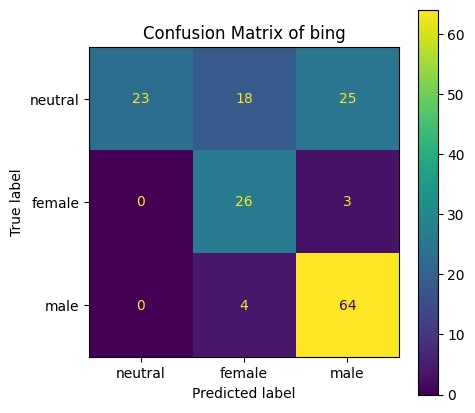 Confusion Matrix of bing
60
50
40
30
20
10
0
neutral 23 18 25
female 0 26 3
male 0 4 64
neutral female male
True label
Predicted label